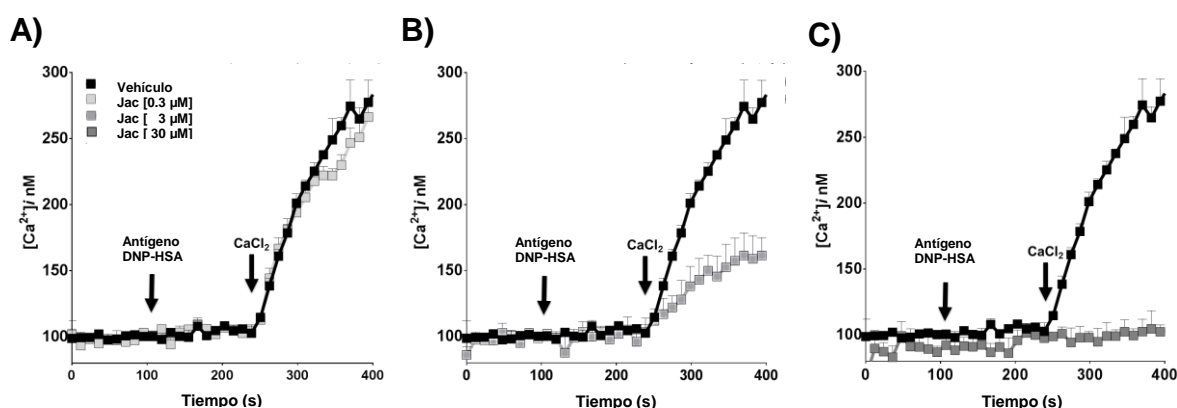 A)
[Ca²⁺]i nM
300
250
200
150
100
Vehículo
Jac [0.3 µM]
Jac [ 3 µM]
Jac [ 30 µM]
Antígeno
DNP-HSA
CaCl₂
0 100 200 300 400
Tiempo (s)
B)
[Ca²⁺]i nM
300
250
200
150
100
Antígeno
DNP-HSA
CaCl₂
0 100 200 300 400
Tiempo (s)
C)
[Ca²⁺]i nM
300
250
200
150
100
Antígeno
DNP-HSA
CaCl₂
0 100 200 300 400
Tiempo (s)